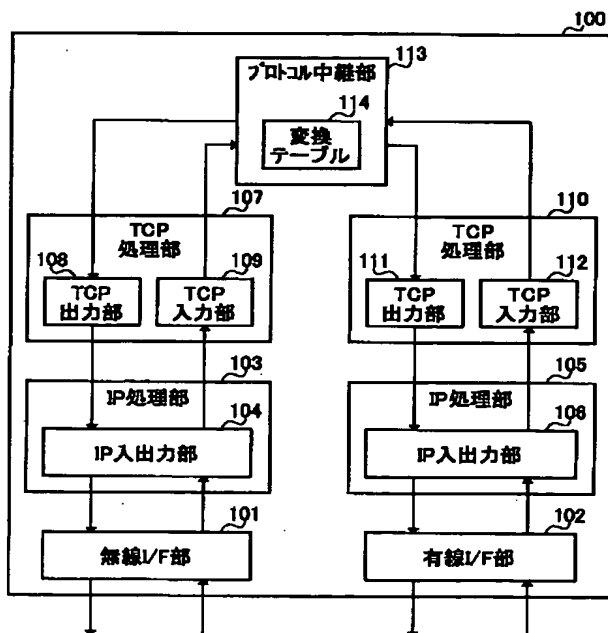 100
プロトコル中継部
113
114
変換
テーブル
107
TCP
処理部
108
TCP
出力部
109
TCP
入力部
110
TCP
処理部
111
TCP
出力部
112
TCP
入力部
103
IP処理部
104
IP入出力部
105
IP処理部
106
IP入出力部
101
無線I/F部
102
有線I/F部